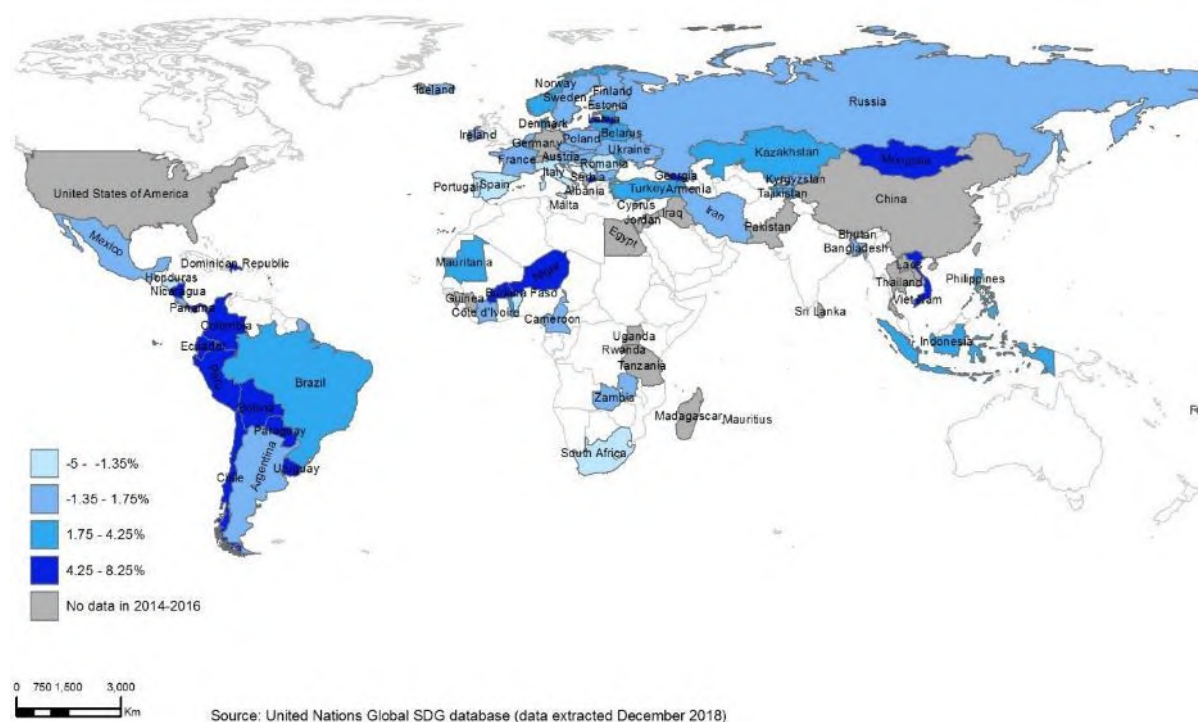 Iceland
Norway
Finland
Sweden
Estonia
Latvia
Russia
Denmark
Ireland
Belarus
Germany
Poland
Ukraine
France
Austria
Romania
Kazakhstan
Mongolia
Italy
Serbia
Georgia
Kyrgyzstan
United States of America
Portugal
Spain
Albania
Turkey
Armenia
Tajikistan
China
Malta
Cyprus
Iraq
Iran
Jordan
Pakistan
Mexico
Egypt
Bhutan
Bangladesh
Dominican Republic
Mauritania
Niger
Laos
Honduras
Thailand
Philippines
Nicaragua
Guinea
Burkina Faso
Vietnam
Panama
Côte d'Ivoire
Cameroon
Sri Lanka
Colombia
Uganda
Ecuador
Rwanda
Indonesia
Tanzania
Peru
Brazil
Bolivia
Zambia
Madagascar
Mauritius
Paraguay
South Africa
Argentina
Uruguay
Chile
-5 - -1.35%
-1.35 - 1.75%
1.75 - 4.25%
4.25 - 8.25%
No data in 2014-2016
0 750 1,500 3,000
Km
Source: United Nations Global SDG database (data extracted December 2018)